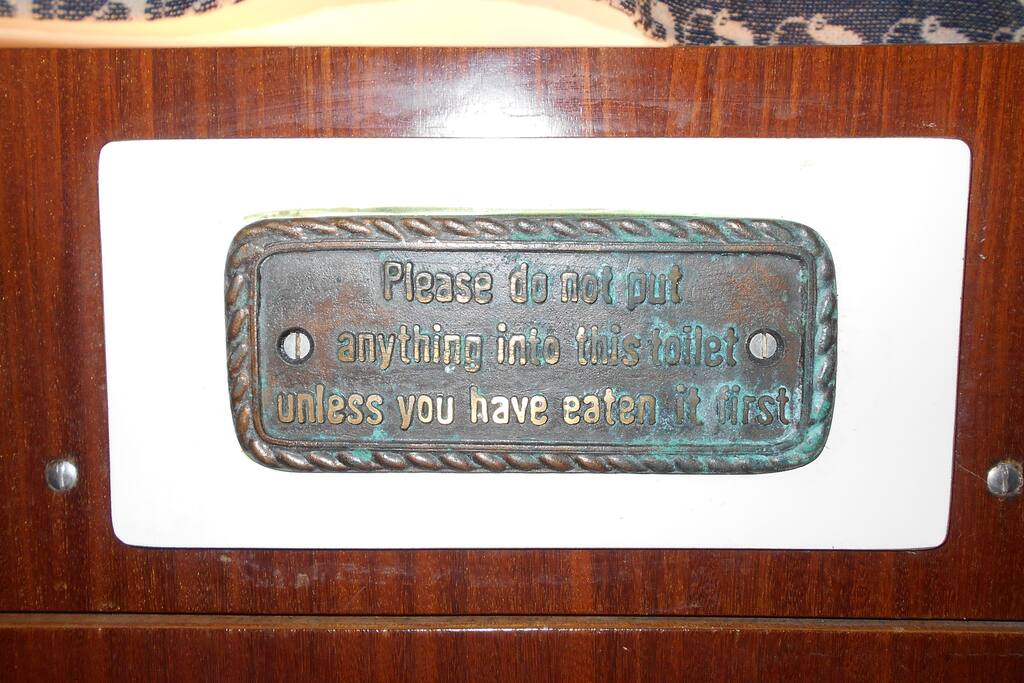 Please do not put
anything into this toilet
unless you have eaten it first